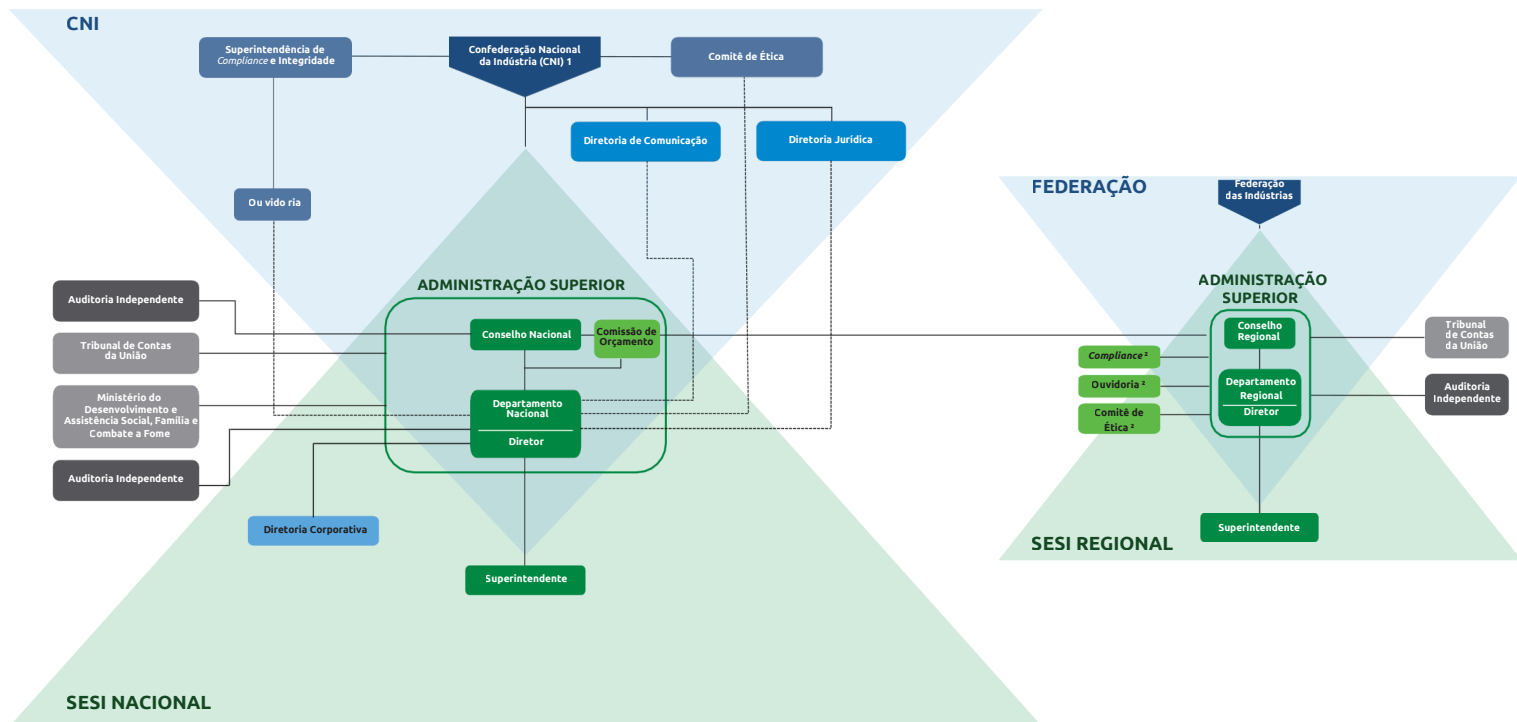 CNI
Superintendência de
Compliance e Integridade
Confederação Nacional
da Indústria (CNI) 1
Comitê de Ética
Diretoria de Comunicação
Diretoria Jurídica
Ou vido ria
ADMINISTRAÇÃO SUPERIOR
Auditoria Independente
Tribunal de Contas
da União
Ministério do
Desenvolvimento e
Assistência Social, Família e
Combate a Fome
Auditoria Independente
Conselho Nacional
Comissão de
Orçamento
Departamento
Nacional
Diretor
Diretoria Corporativa
Superintendente
SESI NACIONAL
FEDERAÇÃO
Federação
das Indústrias
ADMINISTRAÇÃO
SUPERIOR
Conselho
Regional
Compliance ²
Ouvidoria ²
Comitê de
Ética ²
Departamento
Regional
Diretor
Tribunal
de Contas
da União
Auditoria
Independente
Superintendente
SESI REGIONAL